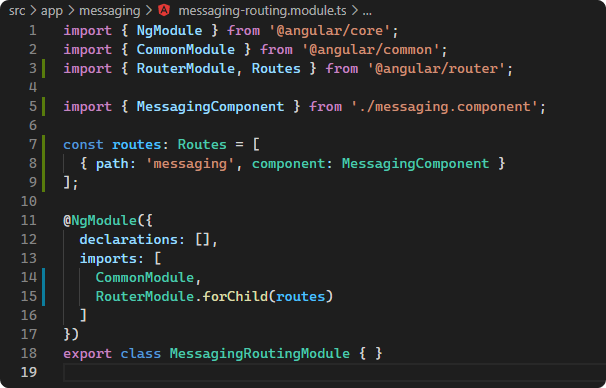 src > app > messaging > messaging-routing.module.ts > ...
1 import { NgModule } from '@angular/core';
2 import { CommonModule } from '@angular/common';
3 import { RouterModule, Routes } from '@angular/router';
4
5 import { MessagingComponent } from './messaging.component';
6
7 const routes: Routes = [
8   { path: 'messaging', component: MessagingComponent }
9 ];
10
11 @NgModule({
12   declarations: [],
13   imports: [
14     CommonModule,
15     RouterModule.forChild(routes)
16   ]
17 })
18 export class MessagingRoutingModule { }
19